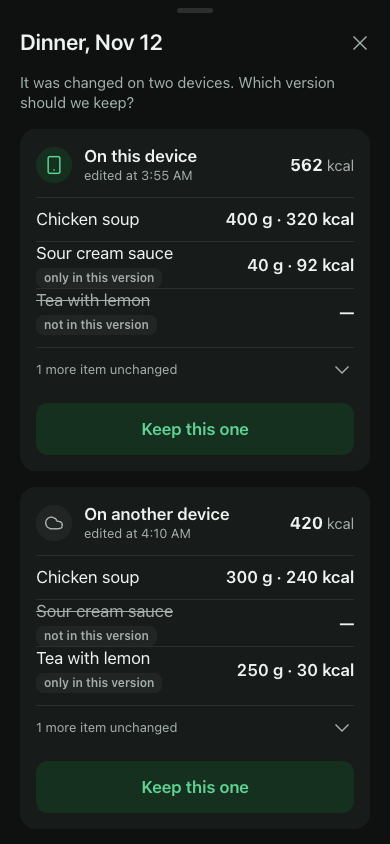 Dinner, Nov 12
It was changed on two devices. Which version
should we keep?
On this device
562 kcal
edited at 3:55 AM
Chicken soup
400 g · 320 kcal
Sour cream sauce
40 g · 92 kcal
only in this version
Tea with lemon
—
not in this version
1 more item unchanged
Keep this one
On another device
420 kcal
edited at 4:10 AM
Chicken soup
300 g · 240 kcal
Sour cream sauce
—
not in this version
Tea with lemon
250 g · 30 kcal
only in this version
1 more item unchanged
Keep this one